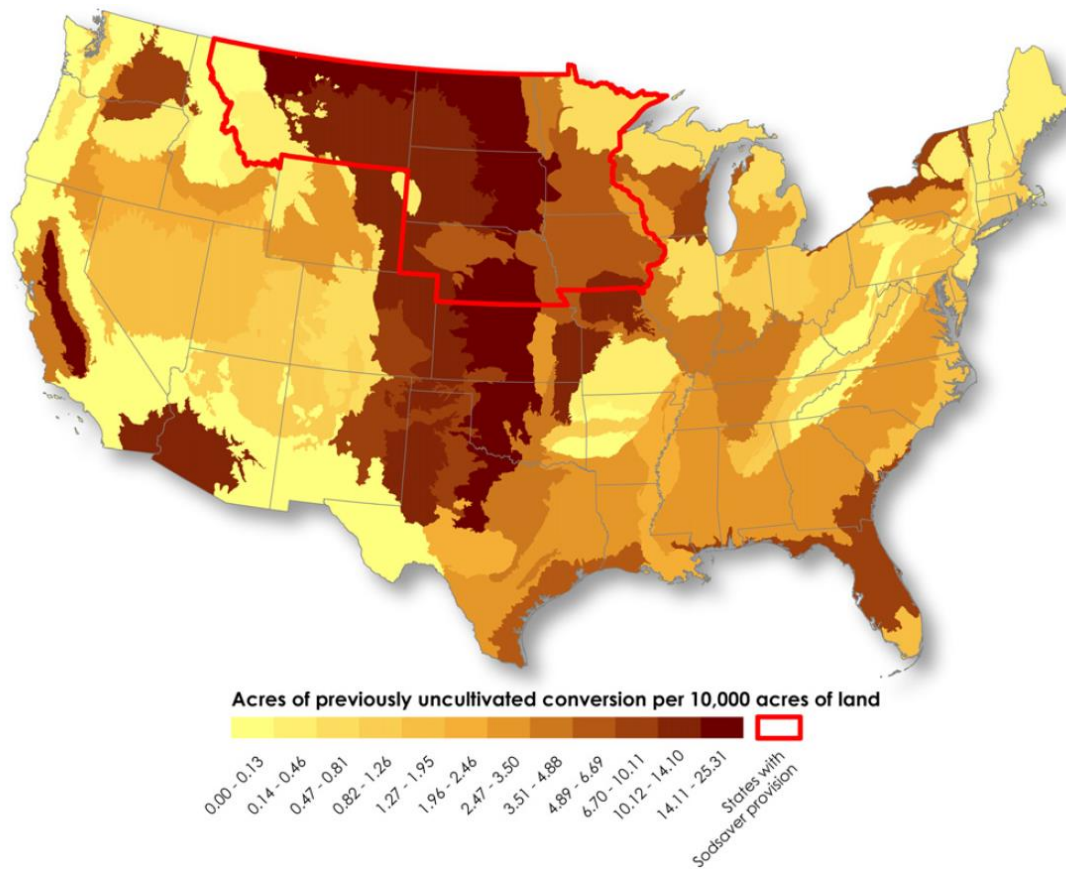 Acres of previously uncultivated conversion per 10,000 acres of land
0.00 - 0.13
0.14 - 0.46
0.47 - 0.81
0.82 - 1.26
1.27 - 1.95
1.96 - 2.46
2.47 - 3.50
3.51 - 4.88
4.89 - 6.69
6.70 - 10.11
10.12 - 14.10
14.11 - 25.31
States with
Sodsaver provision